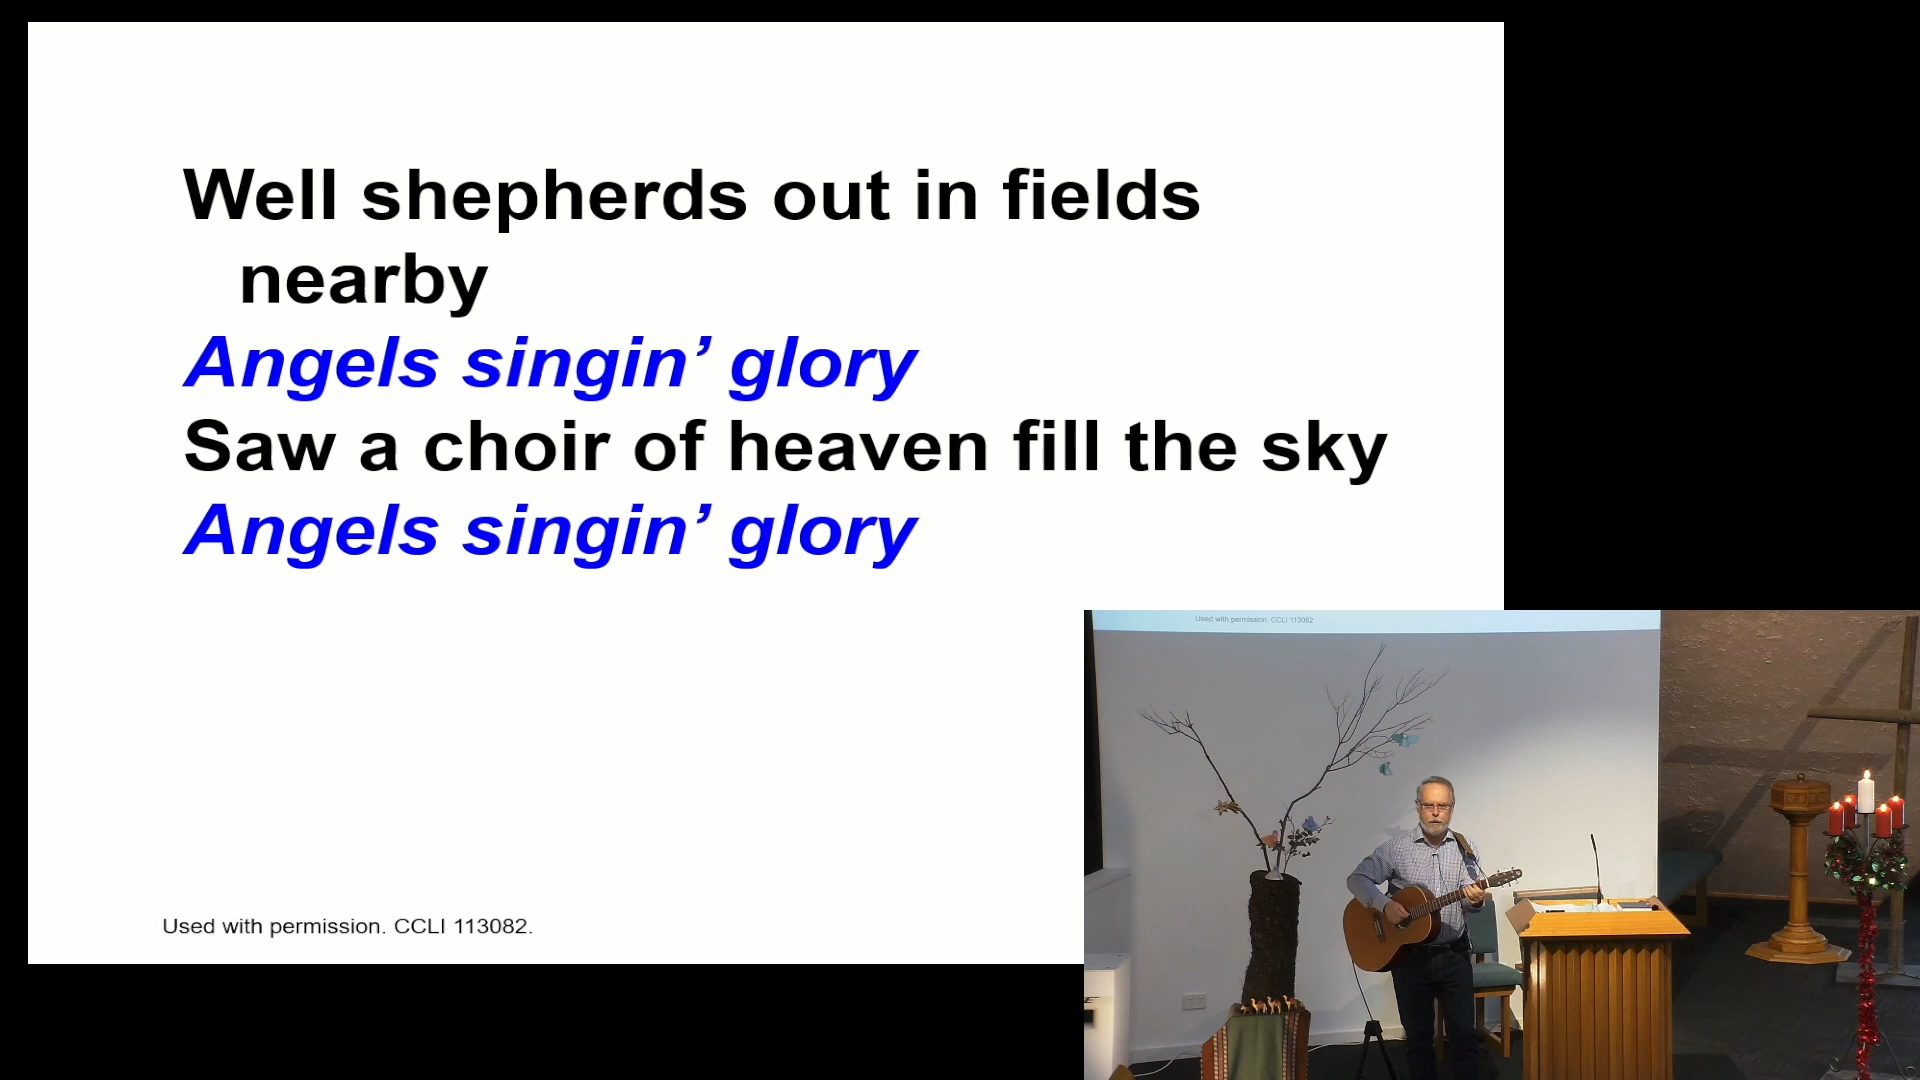 Well shepherds out in fields
nearby
Angels singin’ glory
Saw a choir of heaven fill the sky
Angels singin’ glory
Used with permission. CCLI 113082.
Used with permission. CCLI 113082